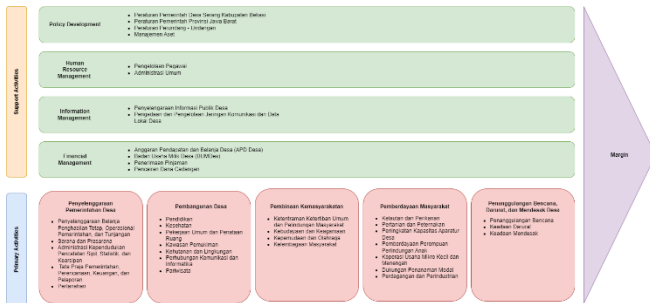 Support Activities
Policy Development
Peraturan Pemerintah Desa Serang Kabupaten Bekasi
Peraturan Pemerintah Provinsi Jawa Barat
Peraturan Perundang - Undangan
Manajemen Aset
Human
Resource
Management
Pengelolaan Pegawai
Administrasi Umum
Information
Management
Penyelengaraan Informasi Publik Desa
Pengadaan dan Pengelolaan Jaringan Komunikasi dan Data
Lokal Desa
Financial
Management
Anggaran Pendapatan dan Belanja Desa (APD Desa)
Badan Usaha Milik Desa (BUMDes)
Penerimaan Pinjaman
Pencairan Dana Cadangan
Margin
Primary Activities
Penyelenggaraan
Pemerintahan Desa
Penyelenggaraan Belanja
Penghasilan Tetap, Operasional
Pemerintahan, dan Tunjangan
Sarana dan Prasarana
Administrasi Kependudukan
Pencatatan Sipil, Statistik, dan
Kearsipan
Tata Praja Pemerintahan,
Perencanaan, Keuangan, dan
Pelaporan
Pertanahan
Pembangunan Desa
Pendidikan
Kesehatan
Pekerjaan Umum dan Penataan
Ruang
Kawasan Pemukiman
Kehutanan dan Lingkungan
Perhubungan Komunikasi dan
Informatika
Pariwisata
Pembinaan Kemasyarakatan
Ketentraman Ketertiban Umum
dan Pelindungan Masyarakat
Kebudayaan dan Keagamaan
Kepemudaan dan Olahraga
Kelembagaan Masyarakat
Pemberdayaan Masyarakat
Kelautan dan Perikanan
Pertanian dan Peternakan
Peningkatan Kapasitas Aparatur
Desa
Pemberdayaan Perempuan
Perlindungan Anak
Koperasi Usaha Mikro Kecil dan
Menengah
Dukungan Penanaman Modal
Perdagangan dan Perindustrian
Penanggulangan Bencana,
Darurat, dan Mendesak Desa
Penanggulangan Bencana
Keadaan Darurat
Keadaan Mendesak